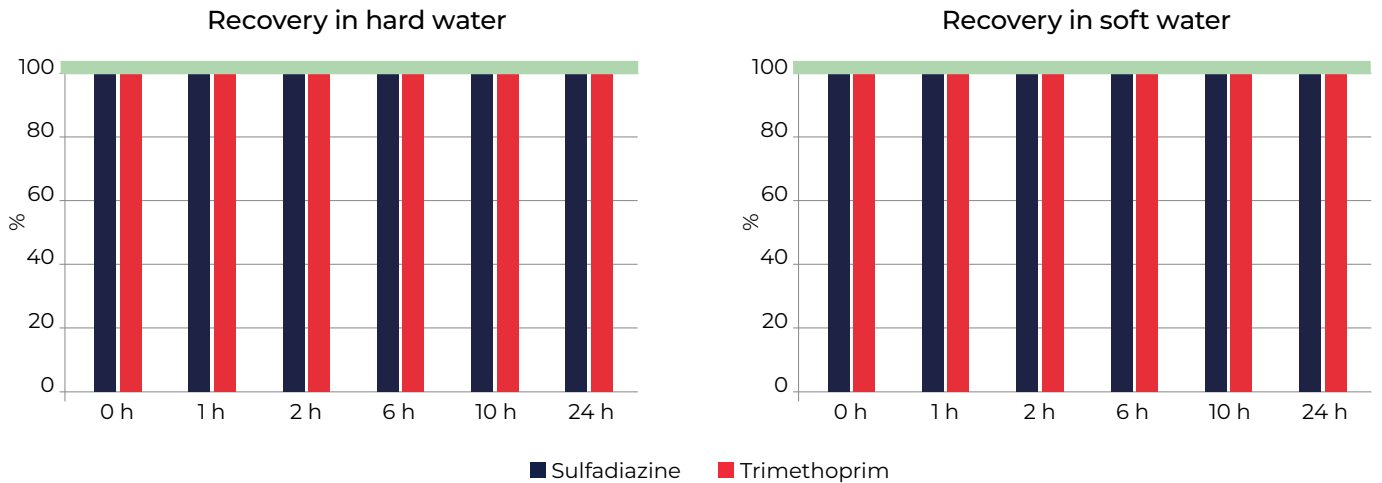 Recovery in hard water
100
80
60
40
20
0
%
0 h 1 h 2 h 6 h 10 h 24 h
Recovery in soft water
100
80
60
40
20
0
%
0 h 1 h 2 h 6 h 10 h 24 h
Sulfadiazine Trimethoprim